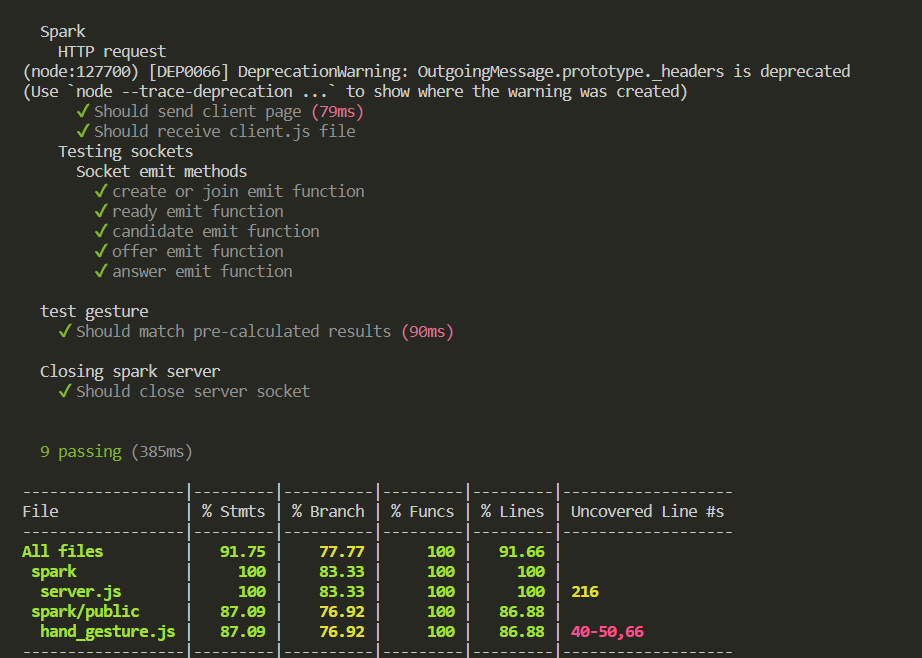 Spark
HTTP request
(node:127700) [DEP0066] DeprecationWarning: OutgoingMessage.prototype._headers is deprecated
(Use `node --trace-deprecation ...` to show where the warning was created)
✓ Should send client page (79ms)
✓ Should receive client.js file
Testing sockets
Socket emit methods
✓ create or join emit function
✓ ready emit function
✓ candidate emit function
✓ offer emit function
✓ answer emit function
test gesture
✓ Should match pre-calculated results (90ms)
Closing spark server
✓ Should close server socket
9 passing (385ms)
------------------|---------|----------|---------|---------|-------------------
File              | % Stmts | % Branch | % Funcs | % Lines | Uncovered Line #s
------------------|---------|----------|---------|---------|-------------------
All files         |   91.75 |    77.77 |     100 |   91.66 |
 spark            |     100 |    83.33 |     100 |     100 |
  server.js       |     100 |    83.33 |     100 |     100 | 216
 spark/public     |   87.09 |    76.92 |     100 |   86.88 |
  hand_gesture.js |   87.09 |    76.92 |     100 |   86.88 | 40-50,66
------------------|---------|----------|---------|---------|-------------------